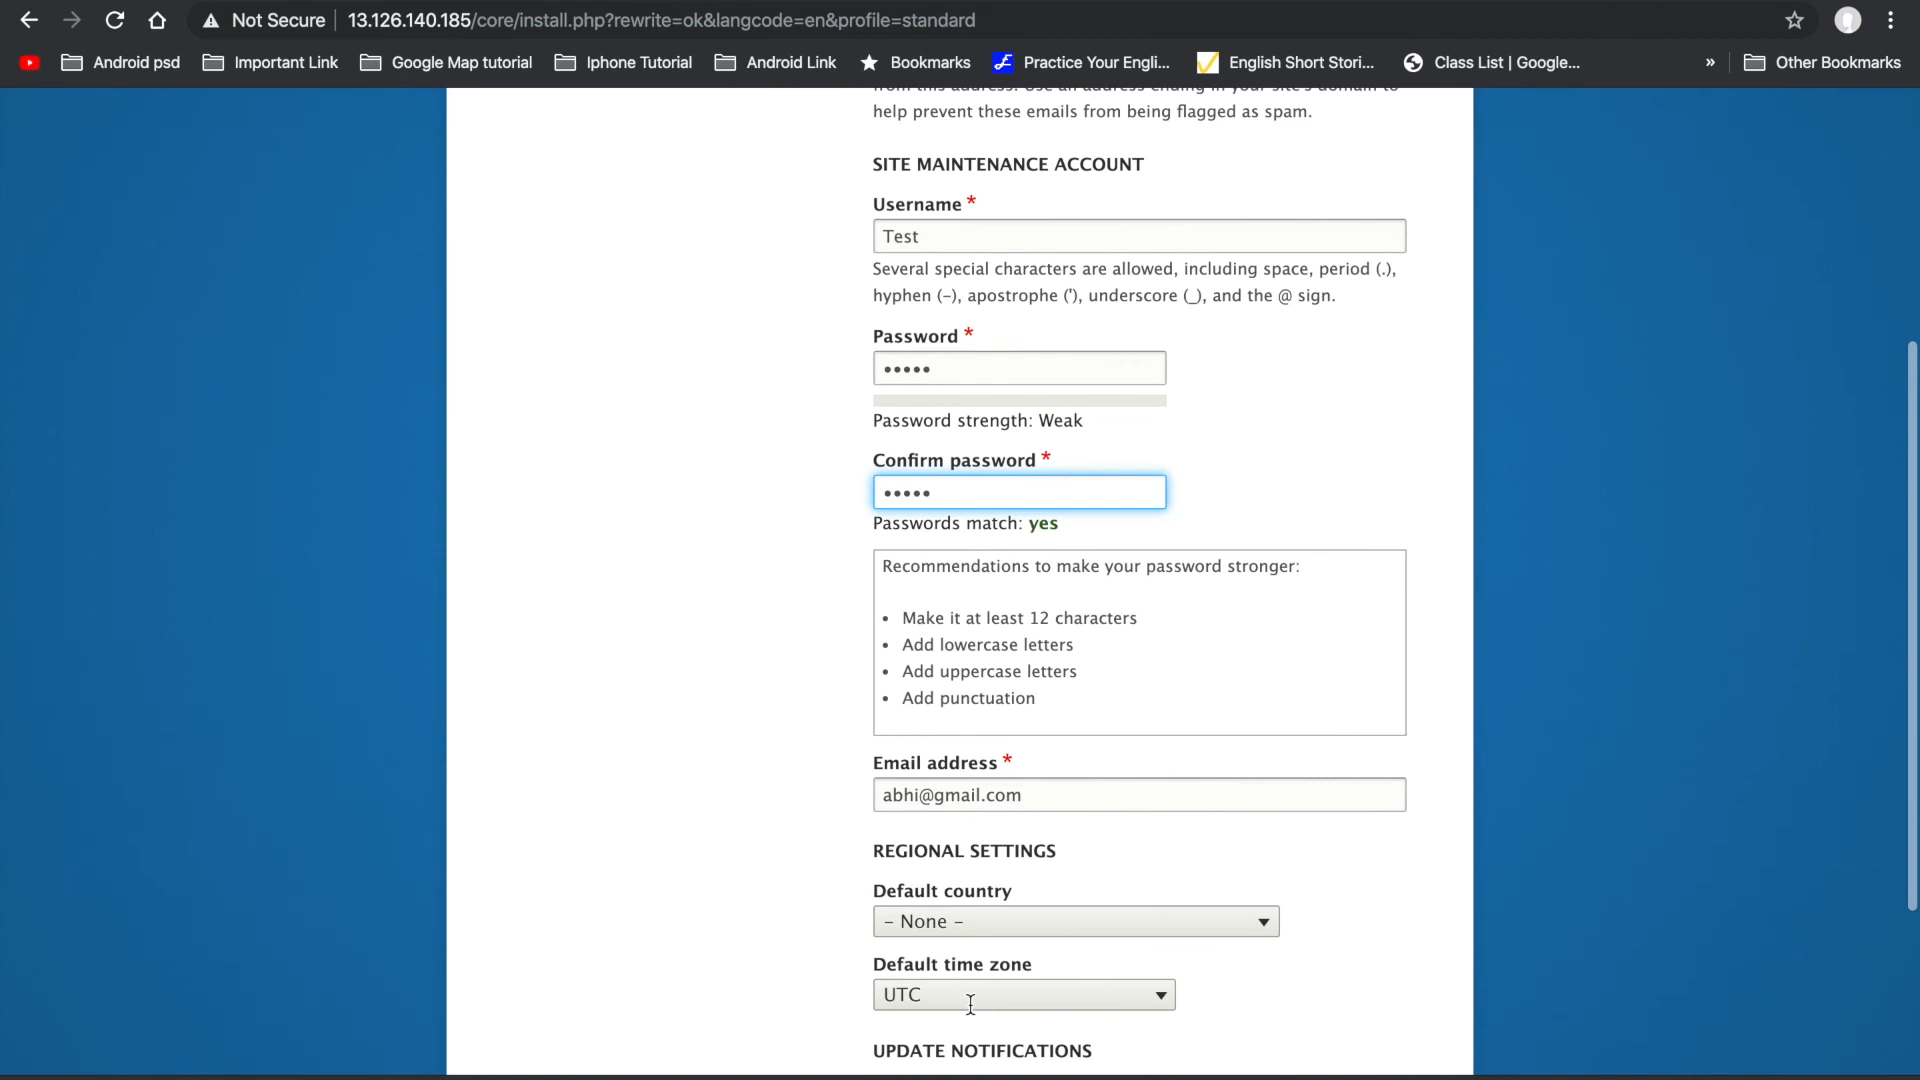 Not Secure
13.126.140.185/core/install.php?rewrite=ok&langcode=en&profile=standard
Android psd
Important Link
Google Map tutorial
Iphone Tutorial
Android Link
Bookmarks
Practice Your Engli...
English Short Stori...
Class List | Google...
»
Other Bookmarks
from this address. Use an address ending in your site's domain to
help prevent these emails from being flagged as spam.
SITE MAINTENANCE ACCOUNT
Username *
Test
Several special characters are allowed, including space, period (.),
hyphen (-), apostrophe ('), underscore (_), and the @ sign.
Password *
•••••
Password strength: Weak
Confirm password *
•••••
Passwords match: yes
Recommendations to make your password stronger:
• Make it at least 12 characters
• Add lowercase letters
• Add uppercase letters
• Add punctuation
Email address *
abhi@gmail.com
REGIONAL SETTINGS
Default country
- None -
Default time zone
UTC
UPDATE NOTIFICATIONS